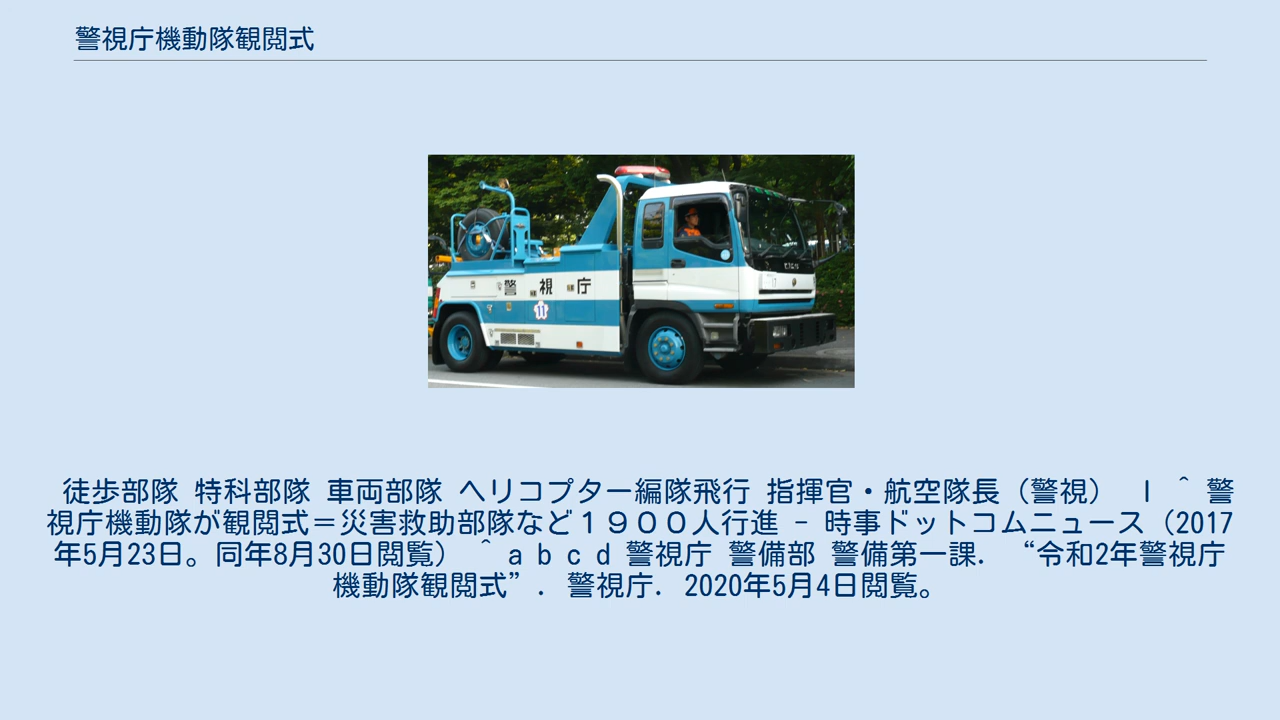 警視庁機動隊観閲式
警 視 庁
11
徒歩部隊 特科部隊 車両部隊 ヘリコプター編隊飛行 指揮官・航空隊長（警視） l ^ 警
視庁機動隊が観閲式＝災害救助部隊など１９００人行進 - 時事ドットコムニュース（2017
年5月23日。同年8月30日閲覧） ^ a b c d 警視庁 警備部 警備第一課. “令和2年警視庁
機動隊観閲式”. 警視庁. 2020年5月4日閲覧。